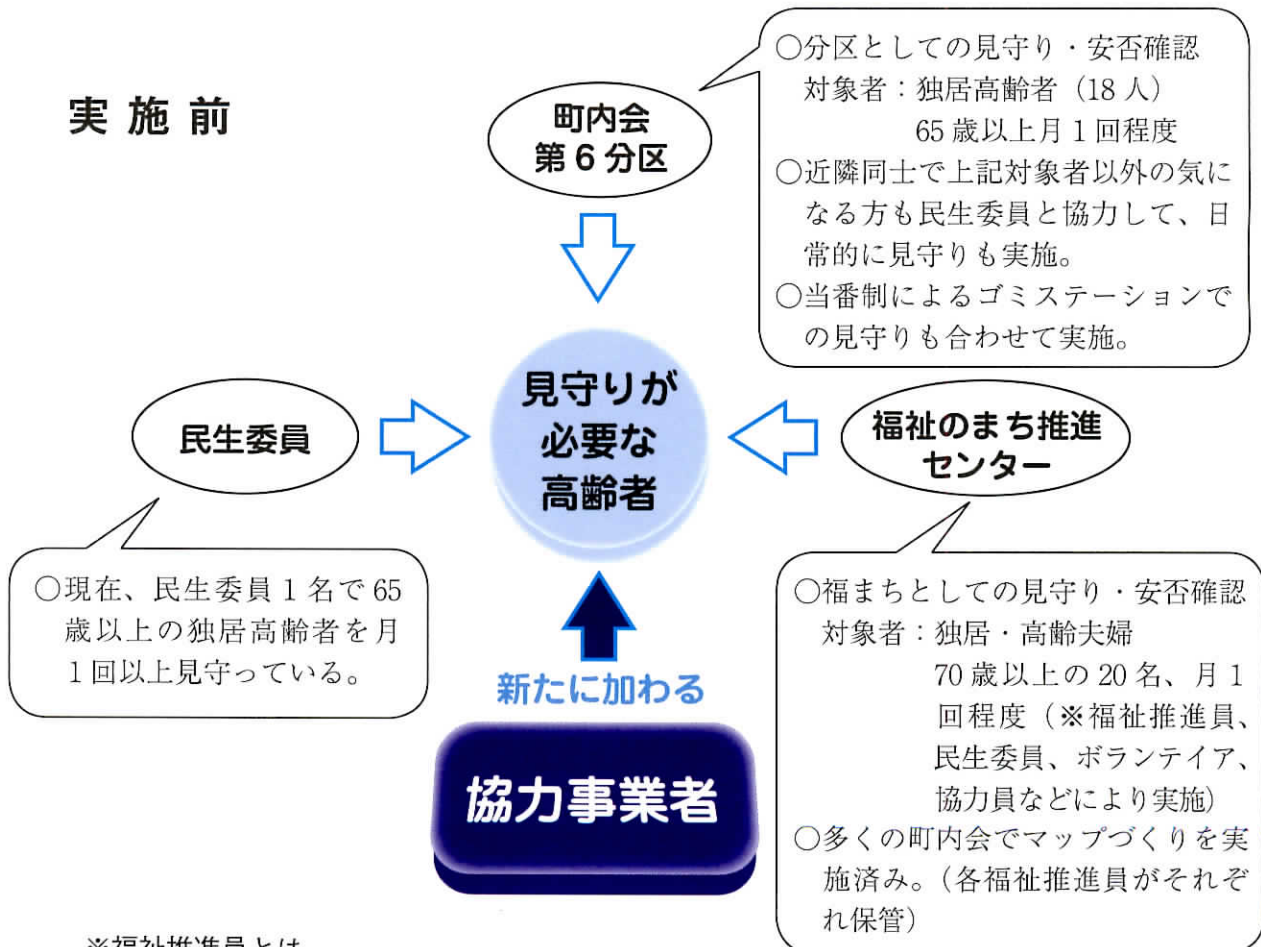 実施前
町内会
第6分区
○分区としての見守り・安否確認
対象者：独居高齢者（18人）
65歳以上月1回程度
○近隣同士で上記対象者以外の気に
なる方も民生委員と協力して、日
常的に見守りも実施。
○当番制によるゴミステーションで
の見守りも合わせて実施。
民生委員
見守りが
必要な
高齢者
福祉のまち推進
センター
○現在、民生委員1名で65
歳以上の独居高齢者を月
1回以上見守っている。
新たに加わる
協力事業者
○福まちとしての見守り・安否確認
対象者：独居・高齢夫婦
70歳以上の20名、月1
回程度（※福祉推進員、
民生委員、ボランテイア、
協力員などにより実施）
○多くの町内会でマップづくりを実
施済み。（各福祉推進員がそれぞ
れ保管）
※福祉推進員とは